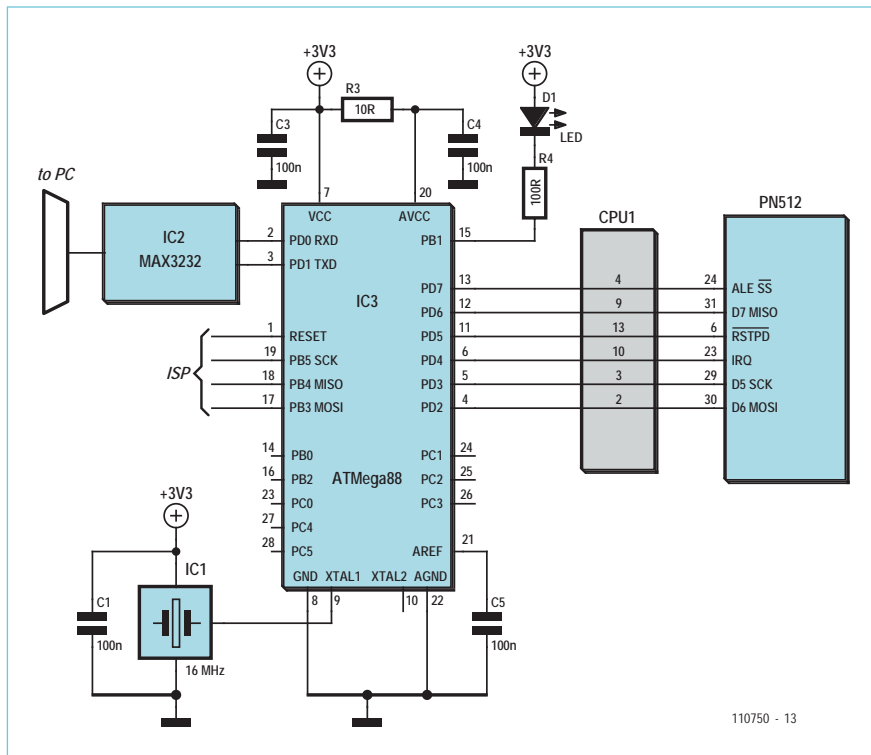 +3V3
+3V3
R3
10R
D1
LED
C3
100n
C4
100n
R4
100R
to PC
7
20
VCC
AVCC
CPU1
PN512
IC2
MAX3232
2
PD0 RXD
3
PD1 TXD
PB1
15
IC3
PD7
13
4
24
ALE SS
PD6
12
9
31
D7 MISO
PD5
11
13
6
RSTPD
PD4
6
10
23
IRQ
PD3
5
3
29
D5 SCK
PD2
4
2
30
D6 MOSI
ISP
1
RESET
19
PB5 SCK
18
PB4 MISO
17
PB3 MOSI
14
PB0
16
PB2
23
PC0
27
PC4
28
PC5
ATMega88
PC1
24
PC2
25
PC3
26
AREF
21
GND
XTAL1
XTAL2
AGND
8
9
10
22
+3V3
IC1
C1
100n
16 MHz
C5
100n
110750 - 13